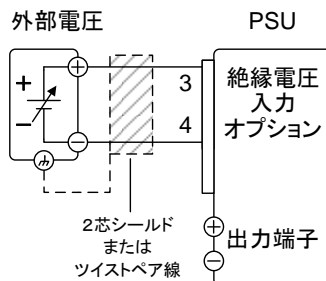 外部電圧
PSU
+
−
+
−
3
4
絶縁電圧
入力
オプション
2芯シールド
または
ツイストペア線
+
−
出力端子